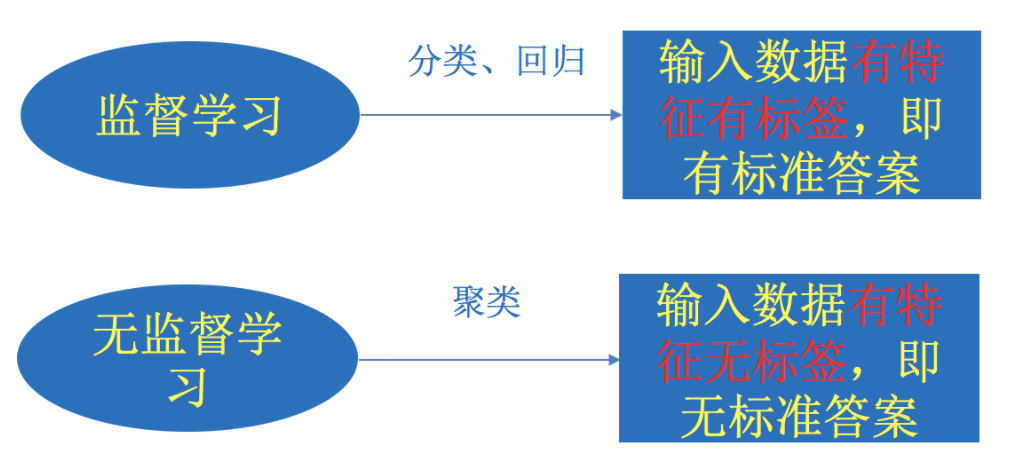 监督学习
分类、回归
输入数据有特
征有标签，即
有标准答案
无监督学
习
聚类
输入数据有特
征无标签，即
无标准答案